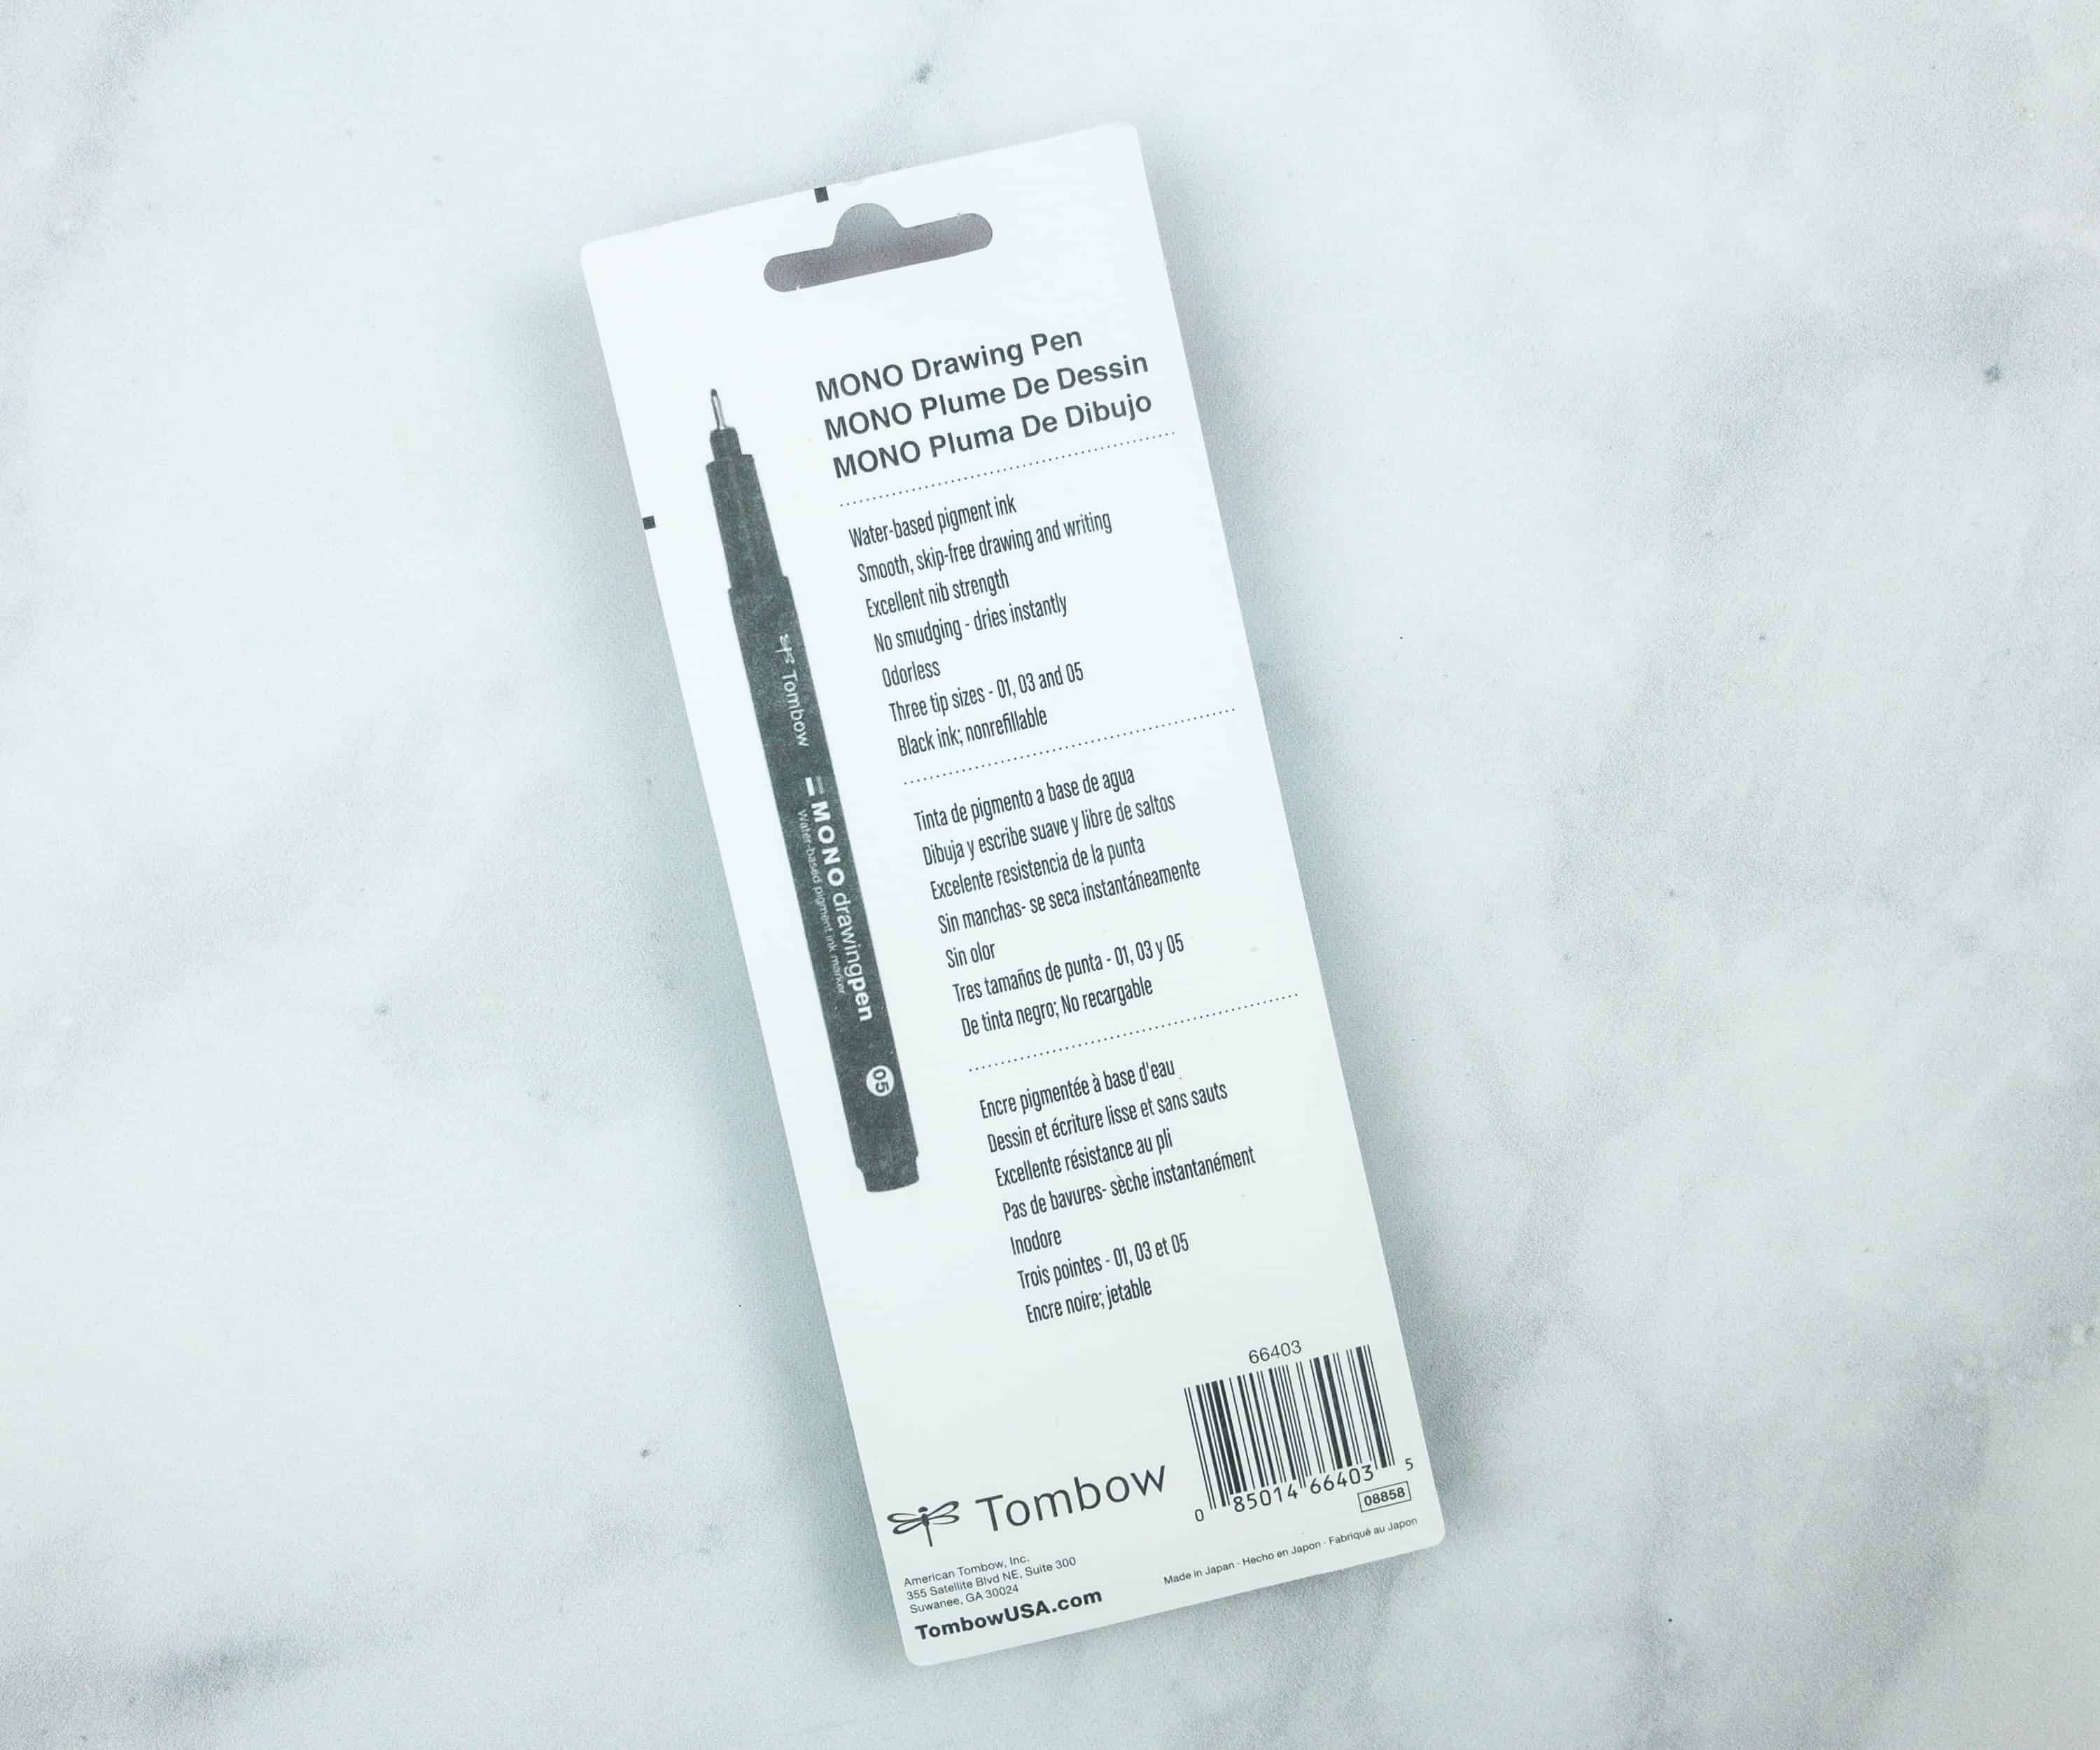 MONO Drawing Pen
MONO Plume De Dessin
MONO Pluma De Dibujo
Water-based pigment ink
Smooth, skip-free drawing and writing
Excellent nib strength
No smudging - dries instantly
Odorless
Three tip sizes - 01, 03 and 05
Black ink; nonrefillable
Tinta de pigmento a base de agua
Dibuja y escribe suave y libre de saltos
Excelente resistencia de la punta
Sin manchas- se seca instantáneamente
Sin olor
Tres tamaños de punta - 01, 03 y 05
De tinta negro; No recargable
Encre pigmentée à base d'eau
Dessin et écriture lisse et sans sauts
Excellente résistance au pli
Pas de bavures- sèche instantanément
Inodore
Trois pointes - 01, 03 et 05
Encre noire; jetable
Tombow
MONO drawingpen
Water-based pigment ink marker
05
66403
0 85014 66403 5
08858
Tombow
American Tombow, Inc.
355 Satellite Blvd NE, Suite 300
Suwanee, GA 30024
TombowUSA.com
Made in Japan · Hecho en Japon · Fabriqué au Japon